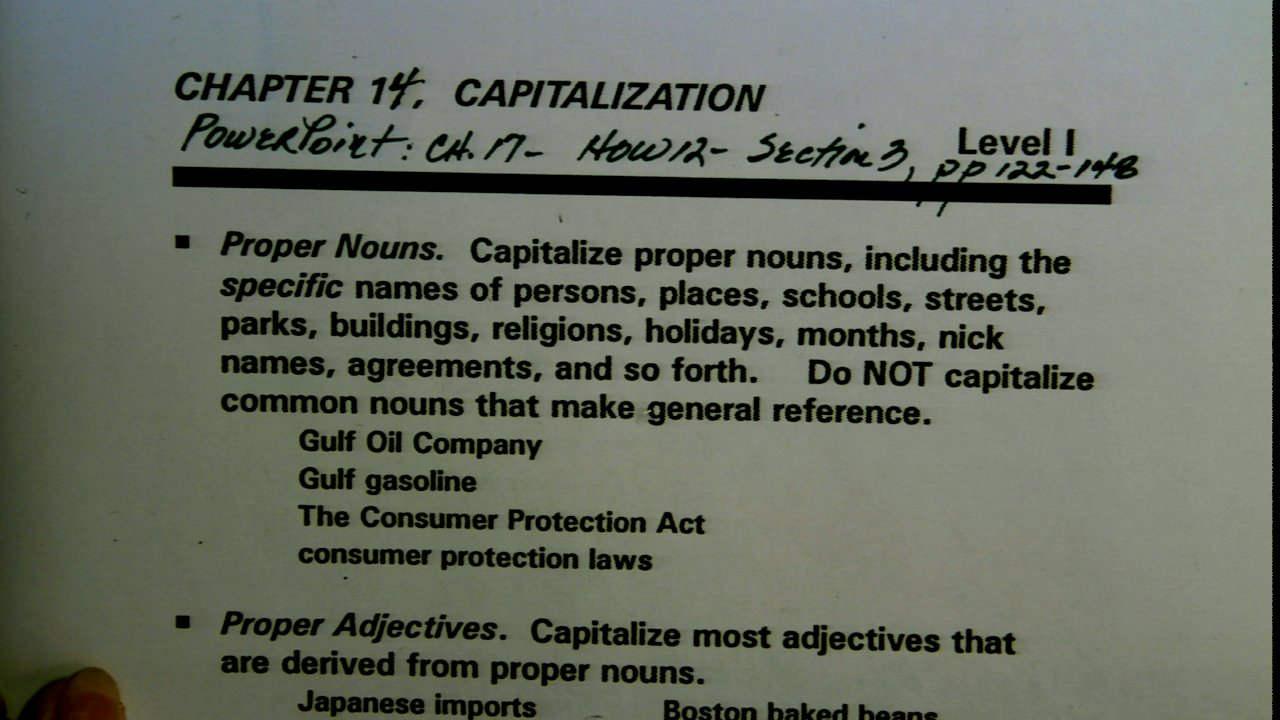 CHAPTER 14, CAPITALIZATION
PowerPoint: CH. 17- HOW12- Section 3, pp 122-148
Level I
▪ Proper Nouns. Capitalize proper nouns, including the
specific names of persons, places, schools, streets,
parks, buildings, religions, holidays, months, nick
names, agreements, and so forth. Do NOT capitalize
common nouns that make general reference.
Gulf Oil Company
Gulf gasoline
The Consumer Protection Act
consumer protection laws
▪ Proper Adjectives. Capitalize most adjectives that
are derived from proper nouns.
Japanese imports Boston baked beans